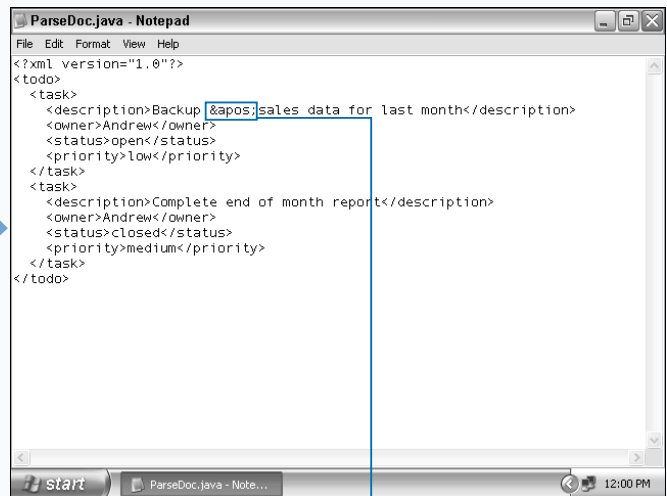 ParseDoc.java - Notepad
File Edit Format View Help
<?xml version="1.0"?>
<todo>
  <task>
    <description>Backup &apos;sales data for last month</description>
    <owner>Andrew</owner>
    <status>open</status>
    <priority>low</priority>
  </task>
  <task>
    <description>Complete end of month report</description>
    <owner>Andrew</owner>
    <status>closed</status>
    <priority>medium</priority>
  </task>
</todo>
start ParseDoc.java - Note... 12:00 PM